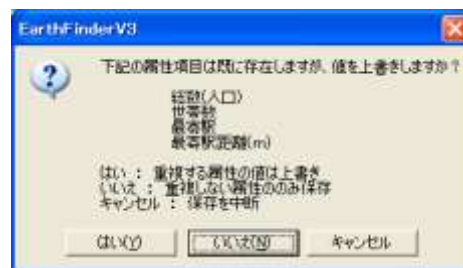 EarthFinderV3
下記の属性項目は既に存在しますが、値を上書きしますか?
総数(人口)
世帯数
最寄駅
最寄駅距離(m)
はい : 重複する属性の値は上書き
いいえ : 重複しない属性ののみ保存
キャンセル : 保存を中断
はい(Y)
いいえ(N)
キャンセル